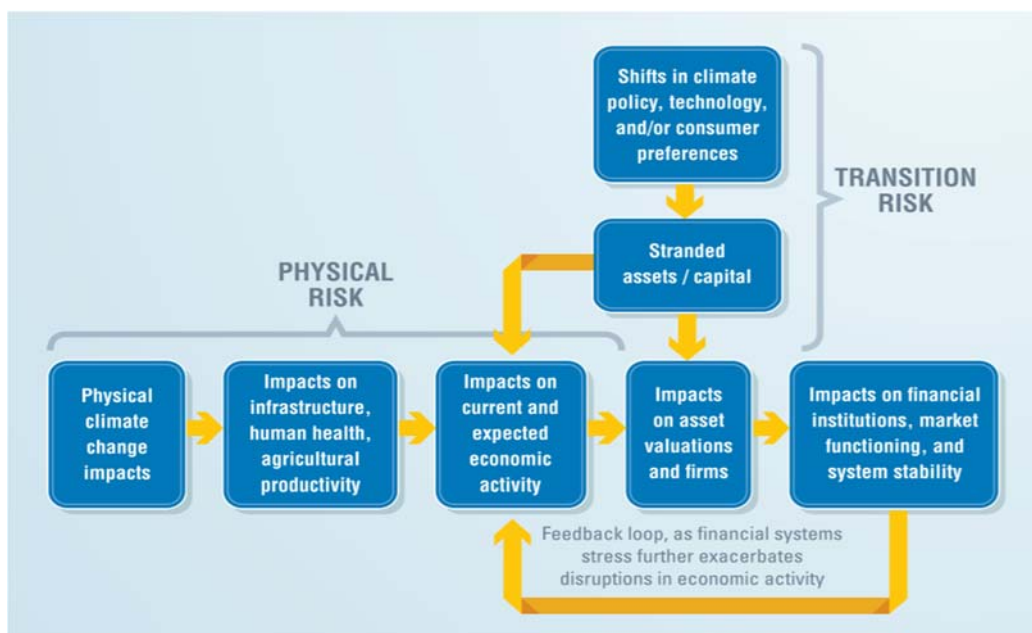 Shifts in climate
policy, technology,
and/or consumer
preferences
TRANSITION
RISK
Stranded
assets / capital
PHYSICAL
RISK
Physical
climate
change
impacts
Impacts on
infrastructure,
human health,
agricultural
productivity
Impacts on
current and
expected
economic
activity
Impacts
on asset
valuations
and firms
Impacts on financial
institutions, market
functioning, and
system stability
Feedback loop, as financial systems
stress further exacerbates
disruptions in economic activity